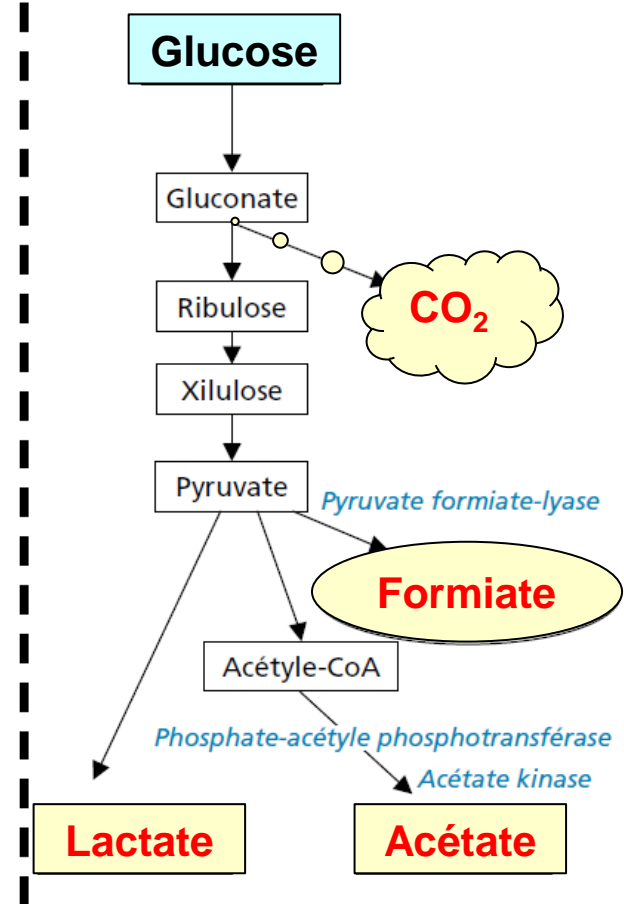 Glucose
Gluconate
CO₂
Ribulose
Xilulose
Pyruvate
Pyruvate formiate-lyase
Formiate
Acétyle-CoA
Phosphate-acétyle phosphotransférase
Acétate kinase
Lactate
Acétate